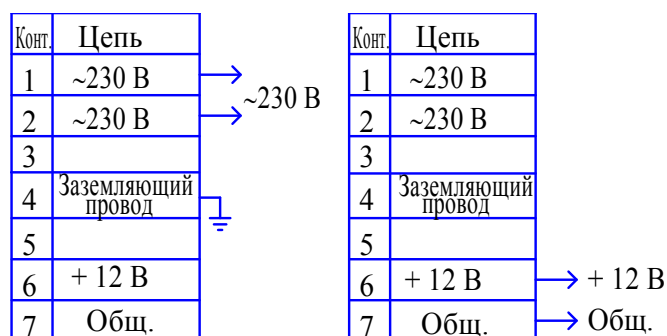 Конт. Цепь
1 ~230 В
2 ~230 В
~230 В
3
4 Заземляющий
провод
5
6 + 12 В
7 Общ.
Конт. Цепь
1 ~230 В
2 ~230 В
3
4 Заземляющий
провод
5
6 + 12 В + 12 В
7 Общ. Общ.